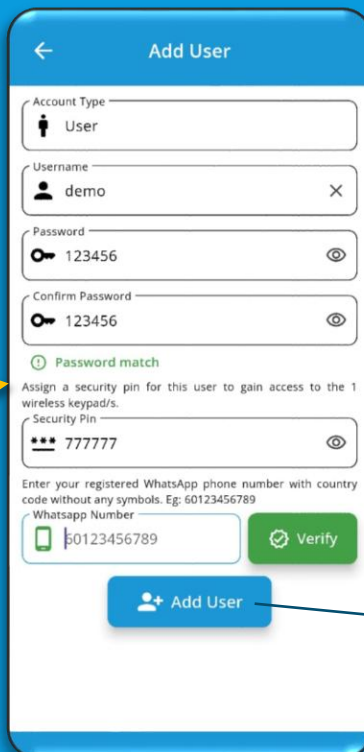 Add User
Account Type
User
Username
demo
Password
123456
Confirm Password
123456
Password match
Assign a security pin for this user to gain access to the 1
wireless keypad/s.
Security Pin
777777
Enter your registered WhatsApp phone number with country
code without any symbols. Eg: 60123456789
Whatsapp Number
60123456789
Verify
Add User